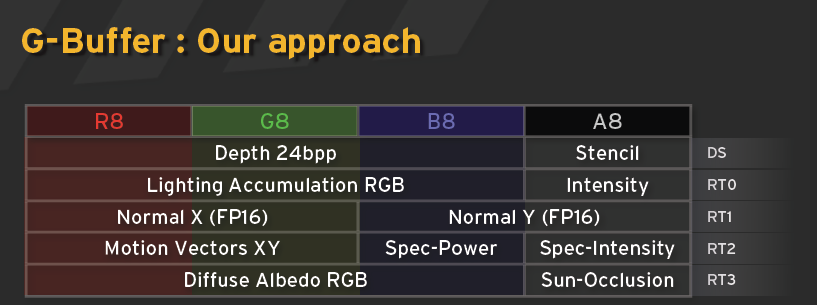 G-Buffer : Our approach
R8 G8 B8 A8
Depth 24bpp Stencil DS
Lighting Accumulation RGB Intensity RT0
Normal X (FP16) Normal Y (FP16) RT1
Motion Vectors XY Spec-Power Spec-Intensity RT2
Diffuse Albedo RGB Sun-Occlusion RT3